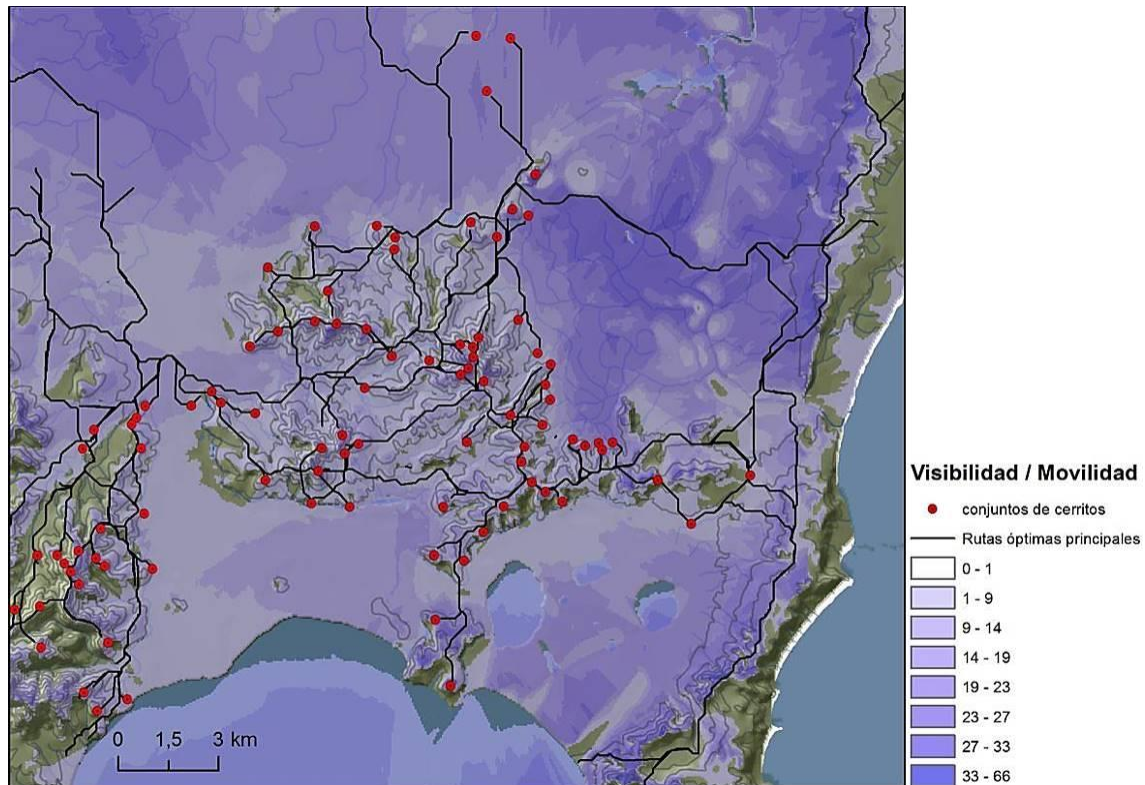 Visibilidad / Movilidad
conjuntos de cerritos
Rutas óptimas principales
0 - 1
1 - 9
9 - 14
14 - 19
19 - 23
23 - 27
27 - 33
33 - 66
0 1,5 3 km